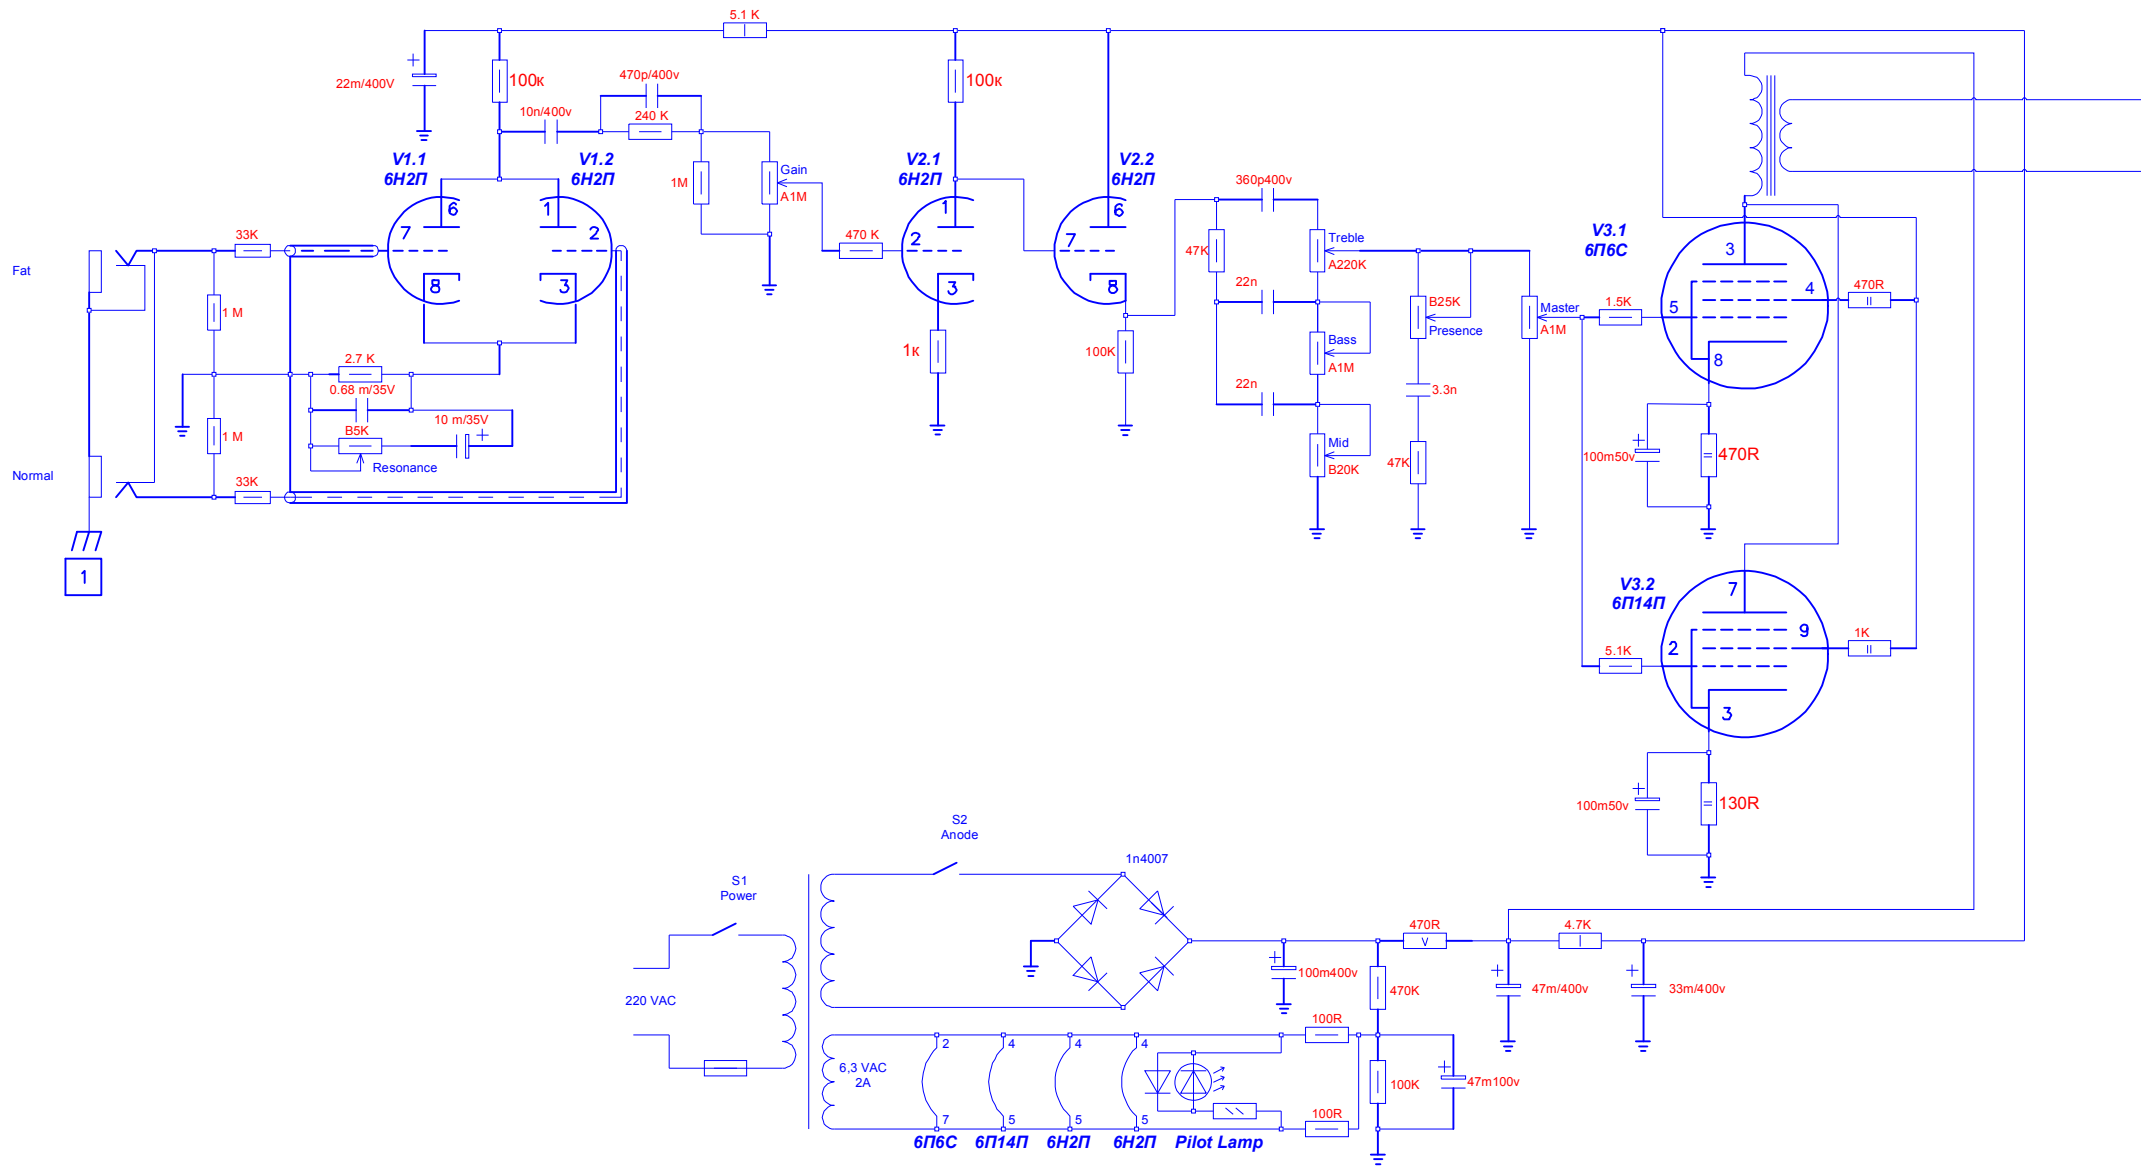 5.1 K
22m/400V
100к
470p/400v
10n/400v
240 K
100к
V1.1
6Н2П
V1.2
6Н2П
1M
Gain
A1M
V2.1
6Н2П
V2.2
6Н2П
360p400v
6
7
8
1
2
3
1
2
3
6
7
8
Fat
33K
1 M
470 K
47K
Treble
A220K
22n
B25K
Presence
Master
A1M
1.5K
V3.1
6П6С
3
4
5
8
470R
2.7 K
0.68 m/35V
10 m/35V
B5K
Resonance
1к
100K
Bass
A1M
22n
3.3n
Mid
B20K
47K
100m50v
470R
1 M
Normal
33K
1
V3.2
6П14П
7
9
2
3
1K
5.1K
100m50v
130R
S2
Anode
1n4007
S1
Power
220 VAC
470R
4.7K
100m400v
470K
47m/400v
33m/400v
100R
6,3 VAC
2A
2
4
4
4
7
5
5
5
100K
47m100v
100R
6П6С
6П14П
6Н2П
6Н2П
Pilot Lamp